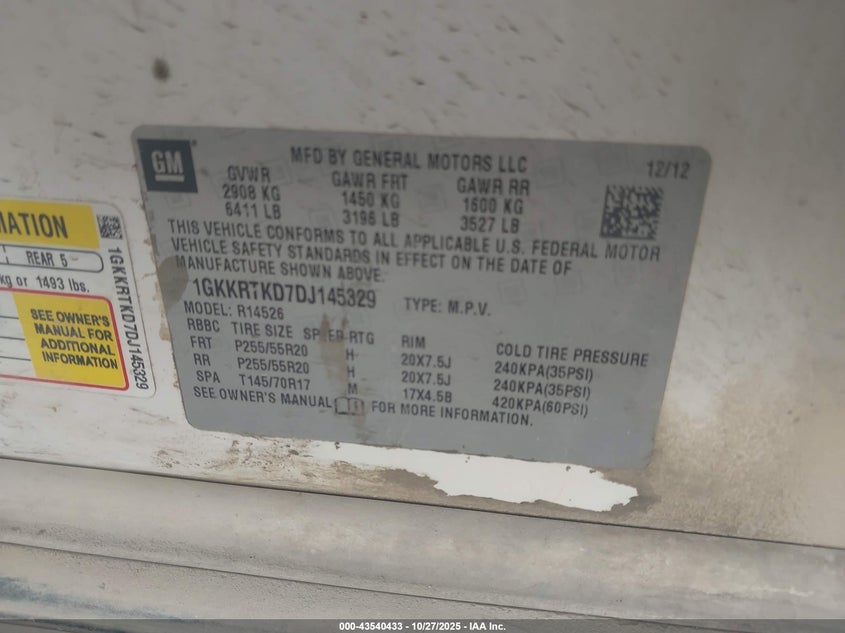 GM
MFD BY GENERAL MOTORS LLC
12/12
GVWR GAWR FRT GAWR RR
2908 KG 1450 KG 1600 KG
6411 LB 3196 LB 3527 LB
THIS VEHICLE CONFORMS TO ALL APPLICABLE U.S. FEDERAL MOTOR
VEHICLE SAFETY STANDARDS IN EFFECT ON THE DATE OF
MANUFACTURE SHOWN ABOVE.
1GKKRTKD7DJ145329 TYPE: M.P.V.
MODEL: R14526
RBBC TIRE SIZE SPEED RTG RIM COLD TIRE PRESSURE
FRT P255/55R20 H 20X7.5J 240KPA(35PSI)
RR P255/55R20 H 20X7.5J 240KPA(35PSI)
SPA T145/70R17 M 17X4.5B 420KPA(60PSI)
SEE OWNER'S MANUAL FOR MORE INFORMATION.
MATION
REAR 5
kg or 1493 lbs.
SEE OWNER'S
MANUAL FOR
ADDITIONAL
INFORMATION
1GKKRTKD7DJ145329
000-43540433 - 10/27/2025 - IAA Inc.